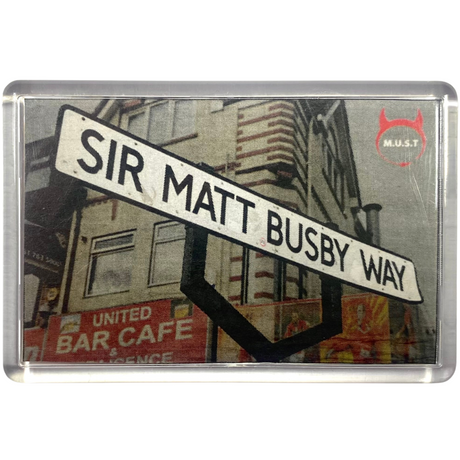 M.U.S.T
SIR MATT BUSBY WAY
UNITED
BAR CAFE
&